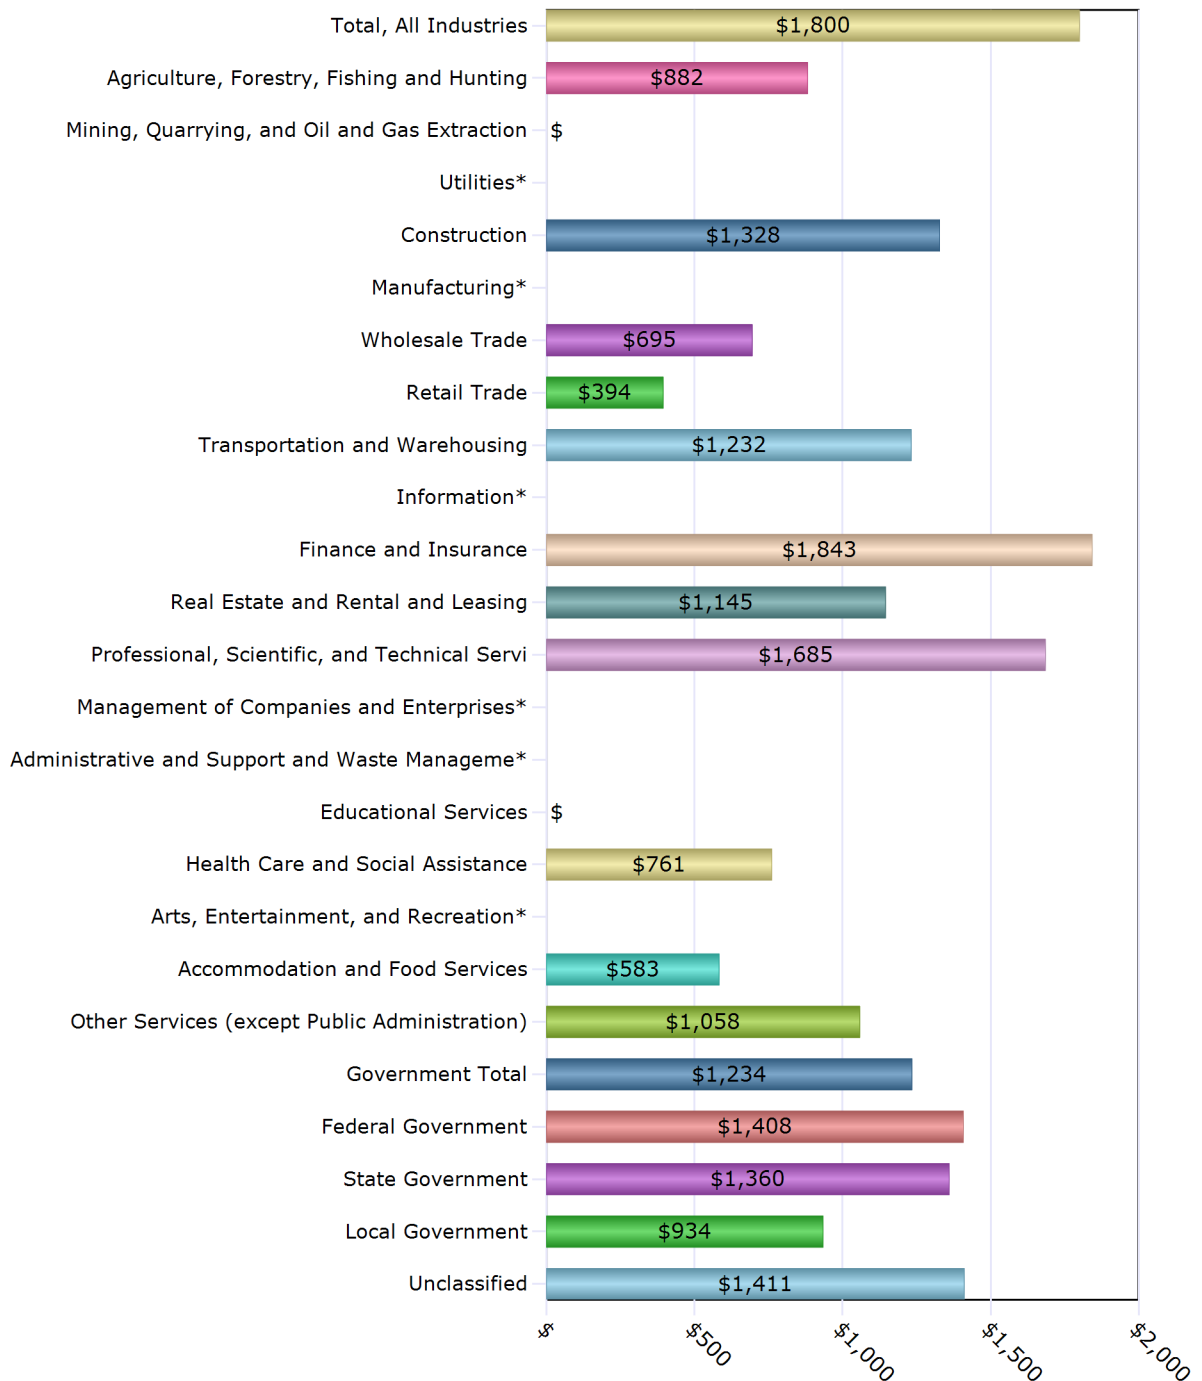 Total, All Industries $1,800
Agriculture, Forestry, Fishing and Hunting $882
Mining, Quarrying, and Oil and Gas Extraction $
Utilities*
Construction $1,328
Manufacturing*
Wholesale Trade $695
Retail Trade $394
Transportation and Warehousing $1,232
Information*
Finance and Insurance $1,843
Real Estate and Rental and Leasing $1,145
Professional, Scientific, and Technical Servi $1,685
Management of Companies and Enterprises*
Administrative and Support and Waste Manageme*
Educational Services $
Health Care and Social Assistance $761
Arts, Entertainment, and Recreation*
Accommodation and Food Services $583
Other Services (except Public Administration) $1,058
Government Total $1,234
Federal Government $1,408
State Government $1,360
Local Government $934
Unclassified $1,411
$ $500 $1,000 $1,500 $2,000